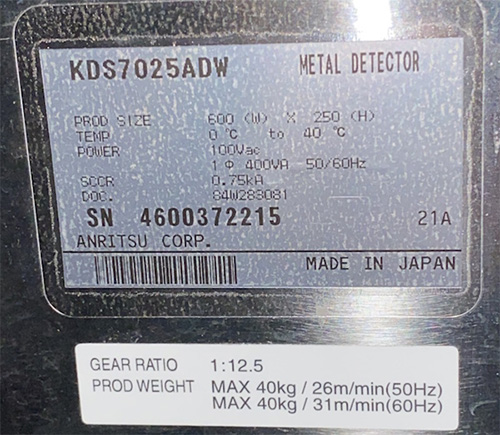 KDS7025ADW METAL DETECTOR
PROD SIZE 600 (W) X 250 (H)
TEMP 0 ℃ to 40 ℃
POWER 100Vac
1 Φ 400VA 50/60Hz
SCCR 0.75kA
DOC. 84W283081
SN 4600372215 21A
ANRITSU CORP.
MADE IN JAPAN
GEAR RATIO 1:12.5
PROD WEIGHT MAX 40kg / 26m/min(50Hz)
MAX 40kg / 31m/min(60Hz)